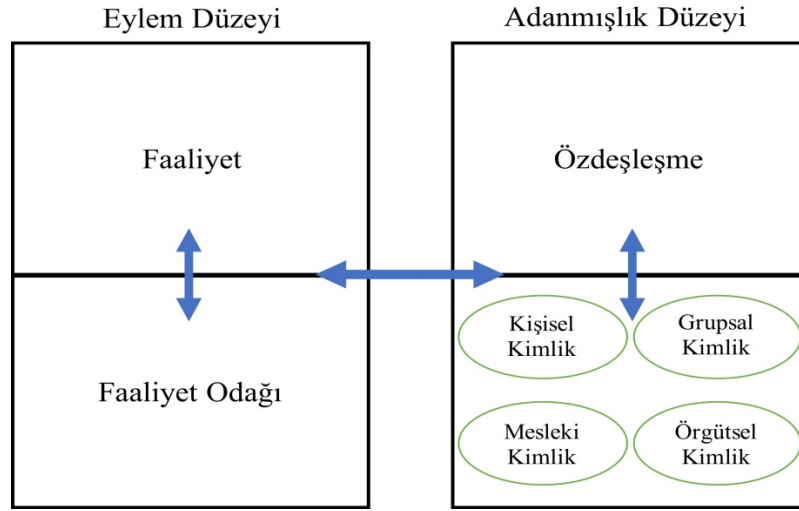 Eylem Düzeyi
Adanmışlık Düzeyi
Faaliyet
Özdeşleşme
Faaliyet Odağı
Kişisel
Kimlik
Grupsal
Kimlik
Mesleki
Kimlik
Örgütsel
Kimlik